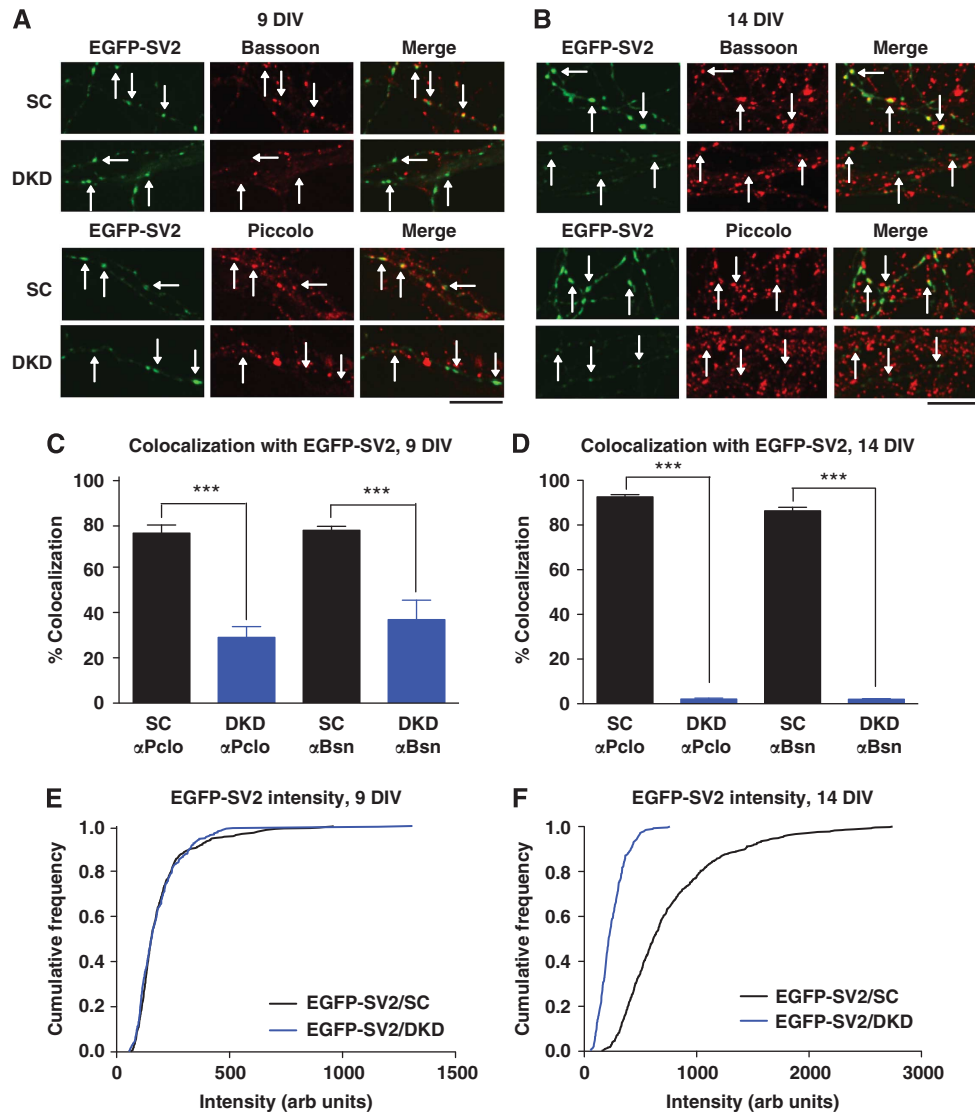 A
9 DIV
EGFP-SV2 Bassoon Merge
SC
DKD
EGFP-SV2 Piccolo Merge
SC
DKD
B
14 DIV
EGFP-SV2 Bassoon Merge
SC
DKD
EGFP-SV2 Piccolo Merge
SC
DKD
C
Colocalization with EGFP-SV2, 9 DIV
% Colocalization
100
80
60
40
20
0
***
***
SC DKD SC DKD
αPclo αPclo αBsn αBsn
D
Colocalization with EGFP-SV2, 14 DIV
% Colocalization
100
80
60
40
20
0
***
***
SC DKD SC DKD
αPclo αPclo αBsn αBsn
E
EGFP-SV2 intensity, 9 DIV
Cumulative frequency
1.0
0.8
0.6
0.4
0.2
0.0
EGFP-SV2/SC
EGFP-SV2/DKD
0 500 1000 1500
Intensity (arb units)
F
EGFP-SV2 intensity, 14 DIV
Cumulative frequency
1.0
0.8
0.6
0.4
0.2
0.0
EGFP-SV2/SC
EGFP-SV2/DKD
0 1000 2000 3000
Intensity (arb units)